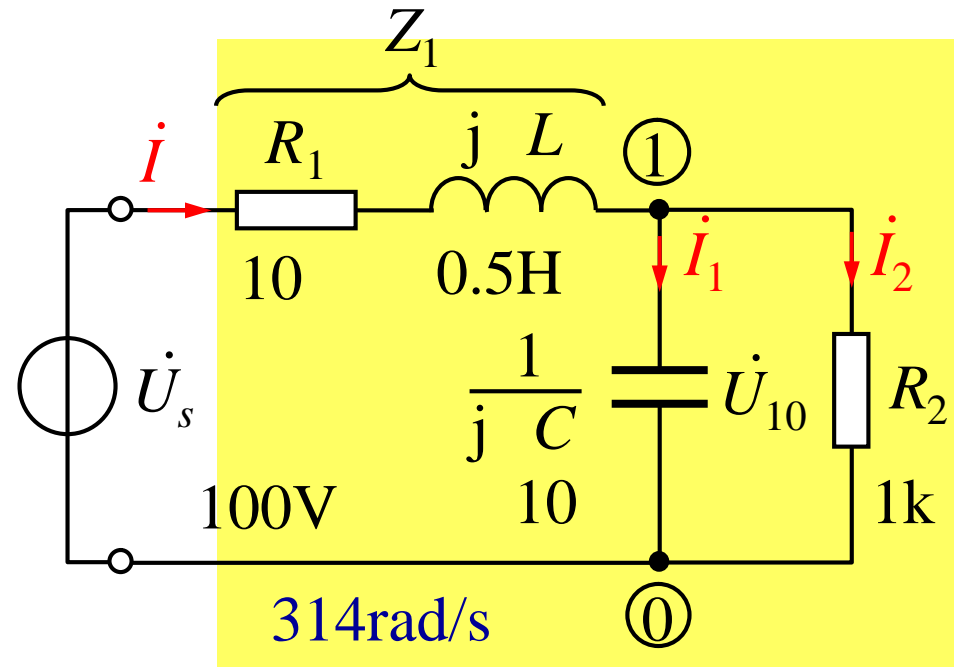 Z1
İ
R1
j L
①
10
0.5H
İ1
İ2
U̇s
1
j C
U̇10
R2
100V
10
1k
314rad/s
⓪